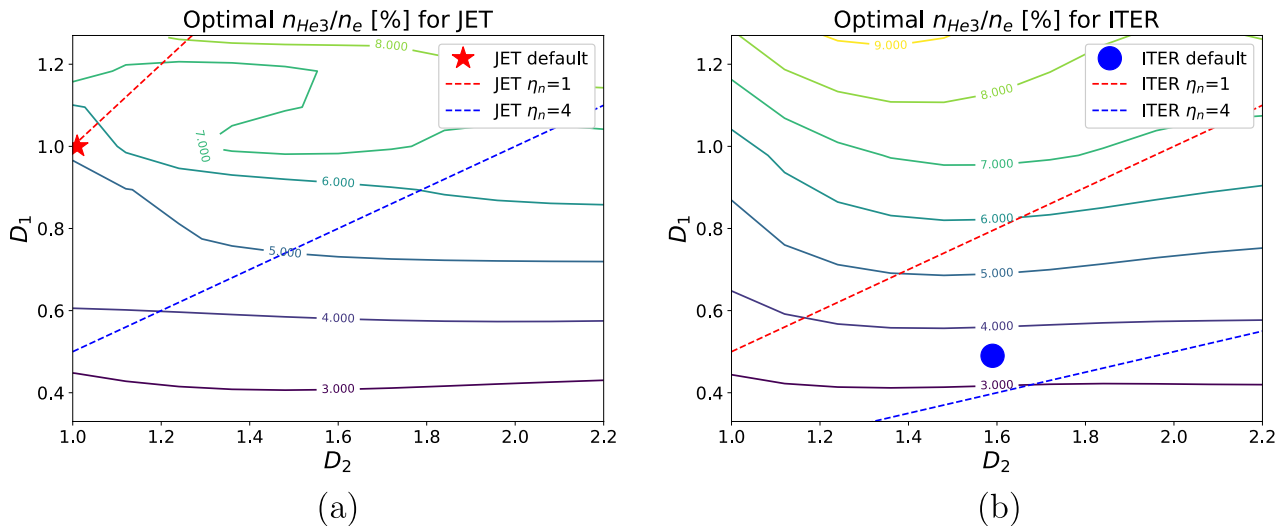 Optimal n_{He3}/n_e [%] for JET
JET default
JET η_n=1
JET η_n=4
8.000
7.000
6.000
5.000
4.000
3.000
D_1
1.2
1.0
0.8
0.6
0.4
1.0 1.2 1.4 1.6 1.8 2.0 2.2
D_2
(a)
Optimal n_{He3}/n_e [%] for ITER
ITER default
ITER η_n=1
ITER η_n=4
9.000
8.000
7.000
6.000
5.000
4.000
3.000
D_1
1.2
1.0
0.8
0.6
0.4
1.0 1.2 1.4 1.6 1.8 2.0 2.2
D_2
(b)